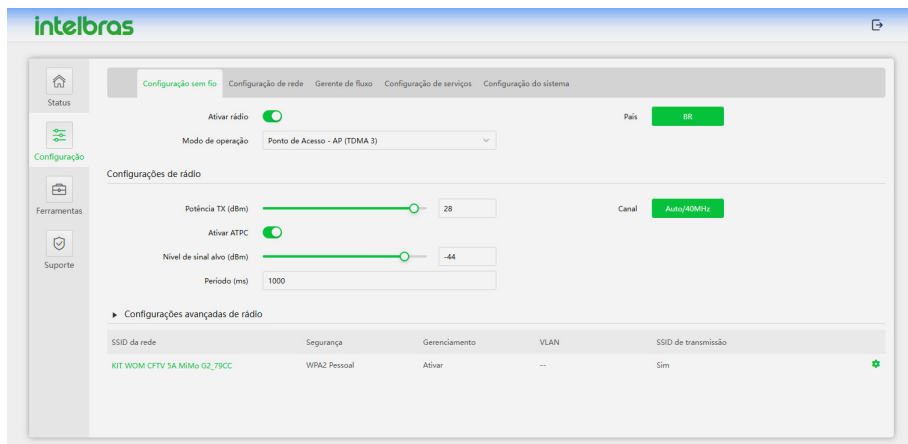 intelbras
Status
Configuração
Ferramentas
Suporte
Configuração sem fio Configuração de rede Gerente de fluxo Configuração de serviços Configuração do sistema
Ativar rádio País BR
Modo de operação Ponto de Acesso - AP (TDMA 3)
Configurações de rádio
Potência TX (dBm) 28 Canal Auto/40MHz
Ativar ATPC
Nível de sinal alvo (dBm) -44
Período (ms) 1000
Configurações avançadas de rádio
SSID da rede Segurança Gerenciamento VLAN SSID de transmissão
KIT WOM CFTV 5A MiMo G2_79CC WPA2 Pessoal Ativar -- Sim